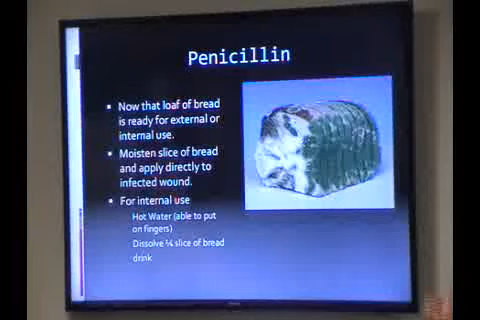 Penicillin
Now that loaf of bread
is ready for external or
internal use.
Moisten slice of bread
and apply directly to
infected wound.
For internal use
Hot Water (able to put
on fingers)
Dissolve ¼ slice of bread
drink